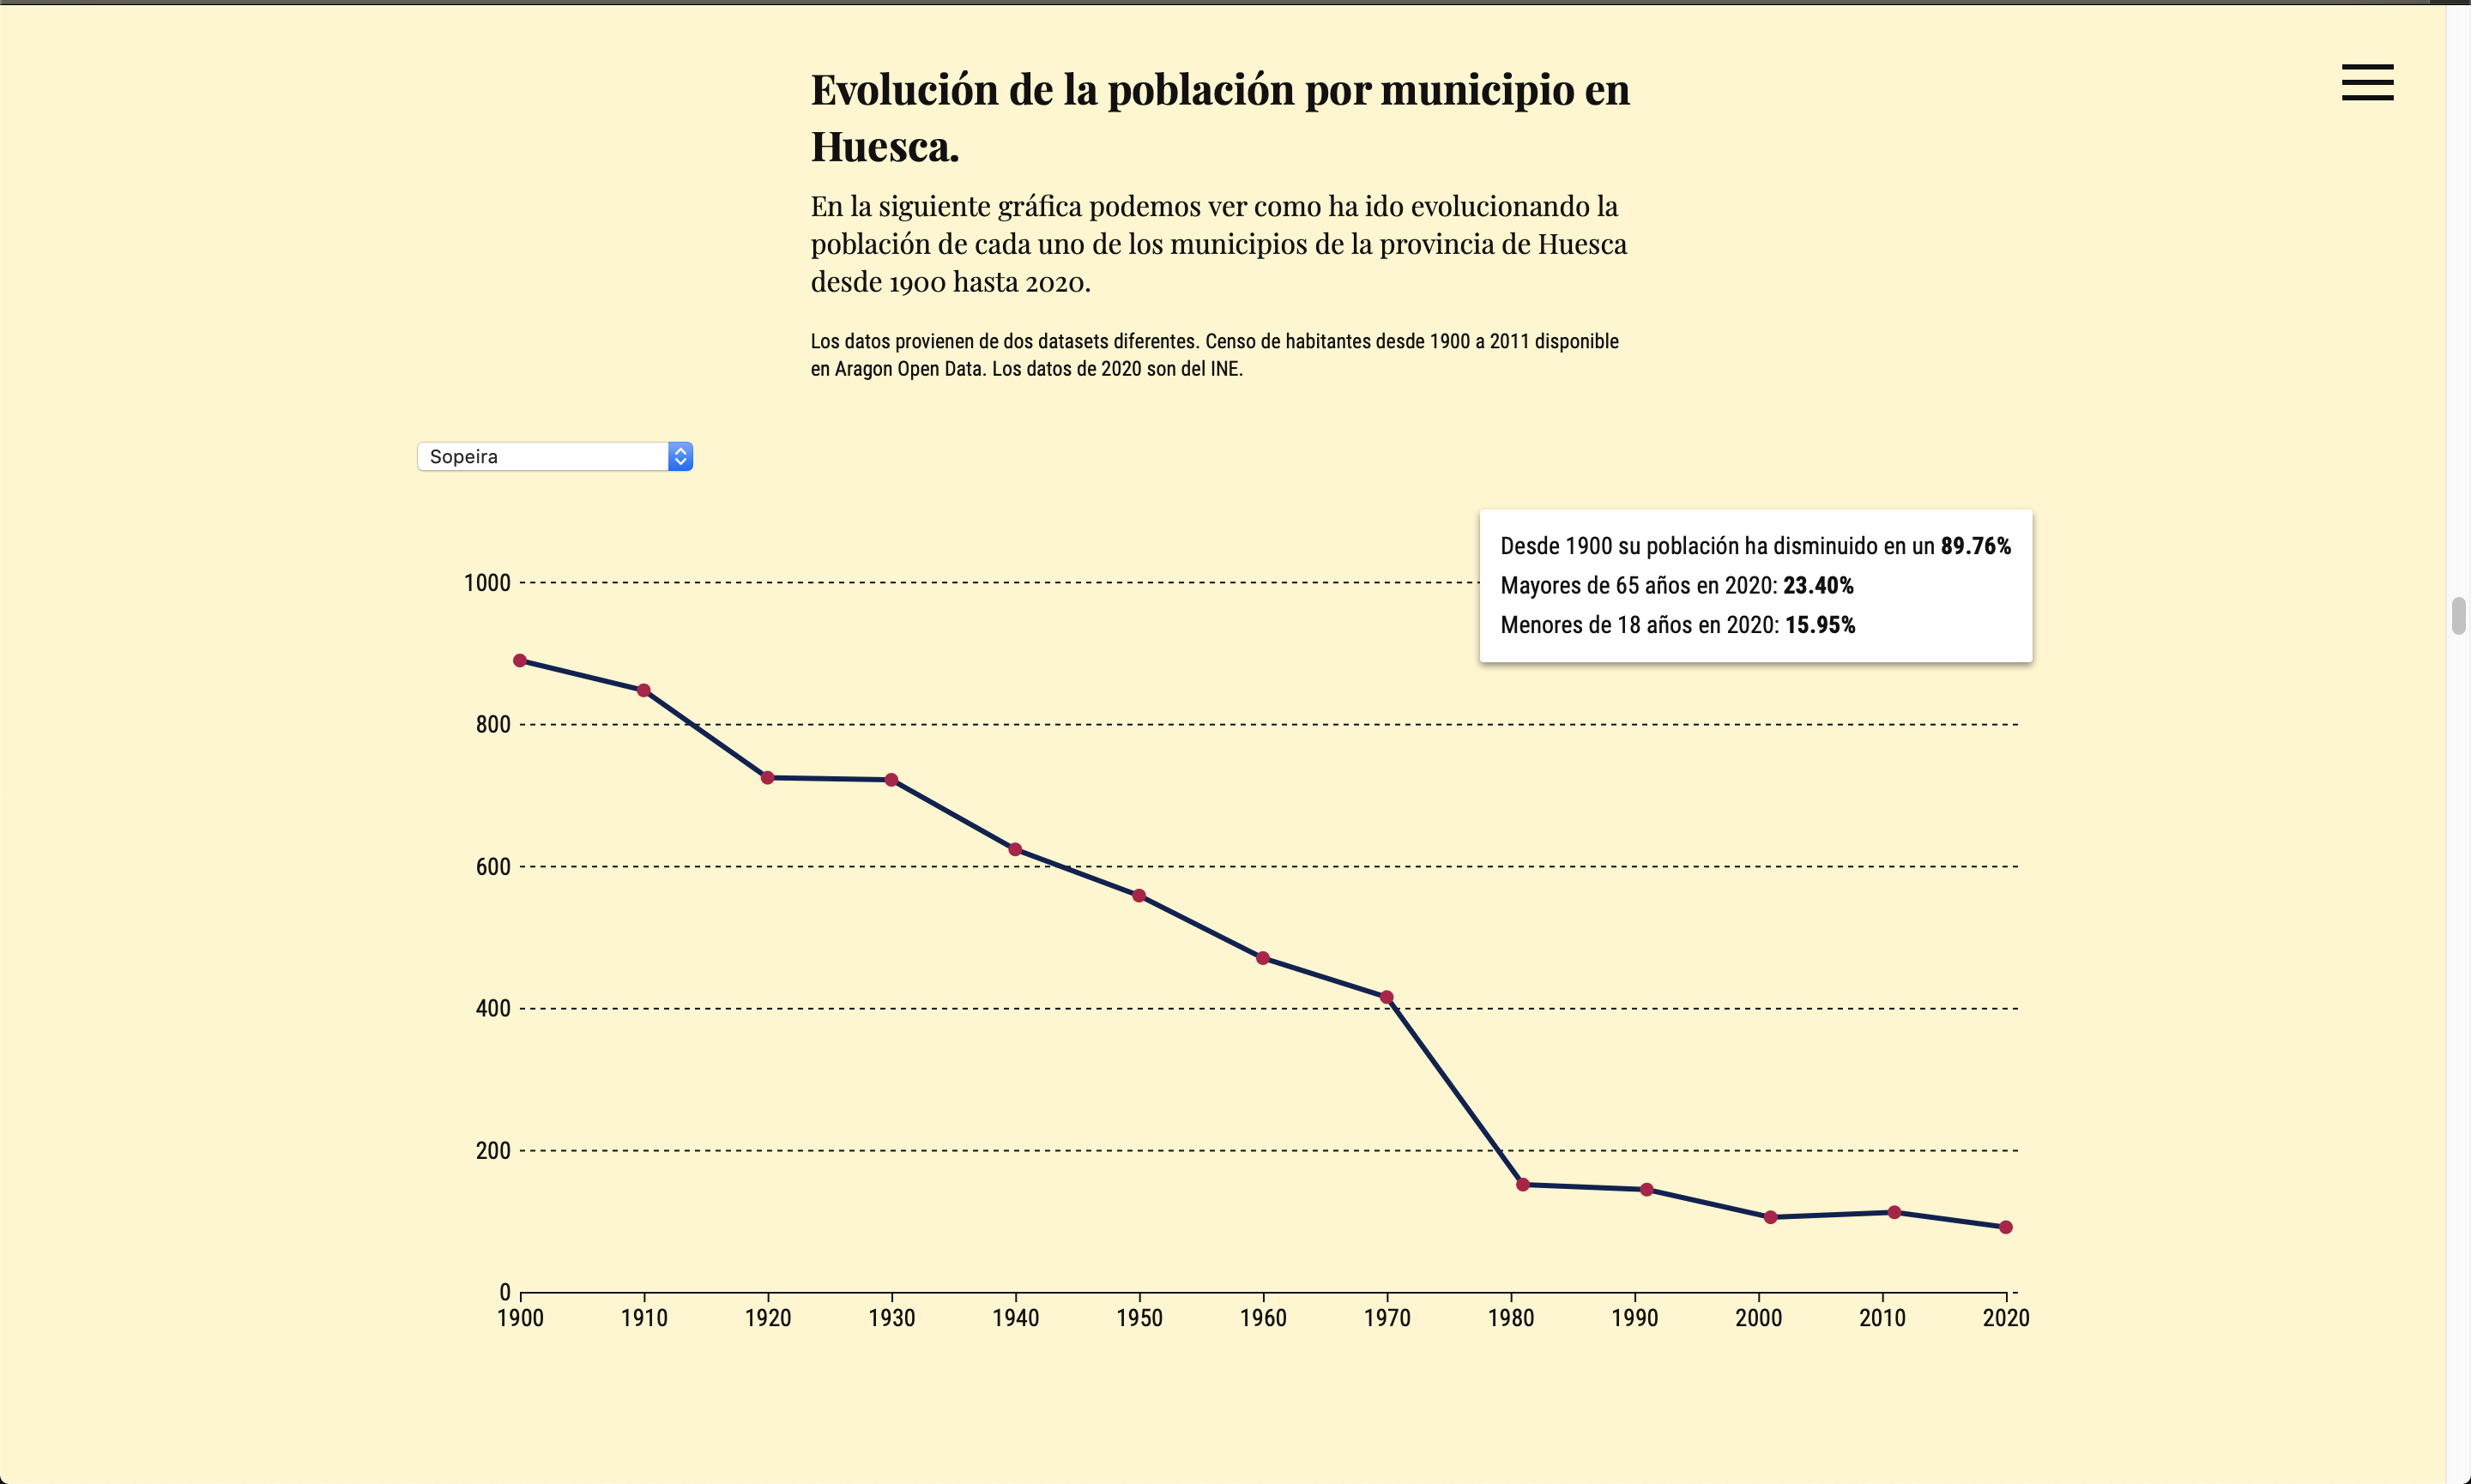 Evolución de la población por municipio en
Huesca.
En la siguiente gráfica podemos ver como ha ido evolucionando la
población de cada uno de los municipios de la provincia de Huesca
desde 1900 hasta 2020.
Los datos provienen de dos datasets diferentes. Censo de habitantes desde 1900 a 2011 disponible
en Aragon Open Data. Los datos de 2020 son del INE.
Sopeira
Desde 1900 su población ha disminuido en un 89.76%
Mayores de 65 años en 2020: 23.40%
Menores de 18 años en 2020: 15.95%
1000
800
600
400
200
0
1900 1910 1920 1930 1940 1950 1960 1970 1980 1990 2000 2010 2020